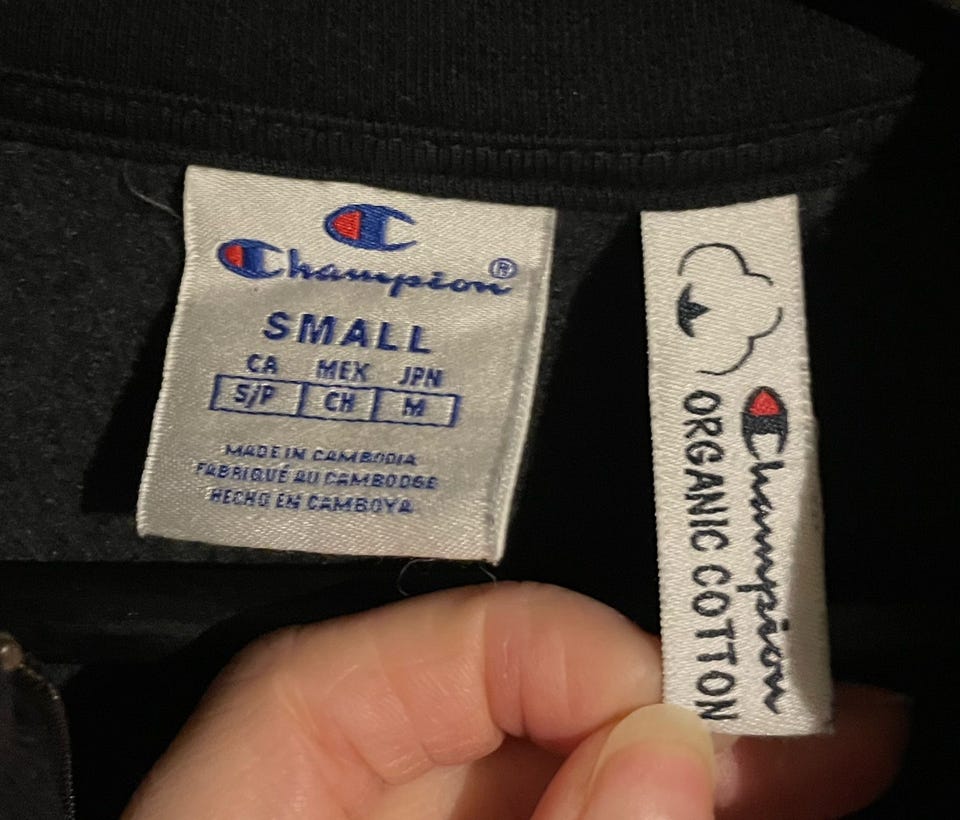 Champion®
SMALL
CA MEX JPN
S/P CH M
MADE IN CAMBODIA
FABRIQUÉ AU CAMBODGE
HECHO EN CAMBOYA
Champion
ORGANIC COTTON